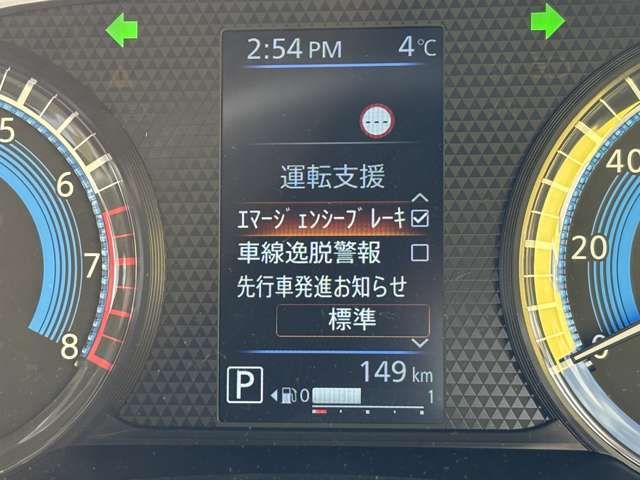 2:54 PM 4℃
---
運転支援
ｴﾏｰｼﾞｪﾝｼｰﾌﾞﾚｰｷ
車線逸脱警報
先行車発進お知らせ
標準
149 km
P 0 1
5
6
7
8
40
20
0